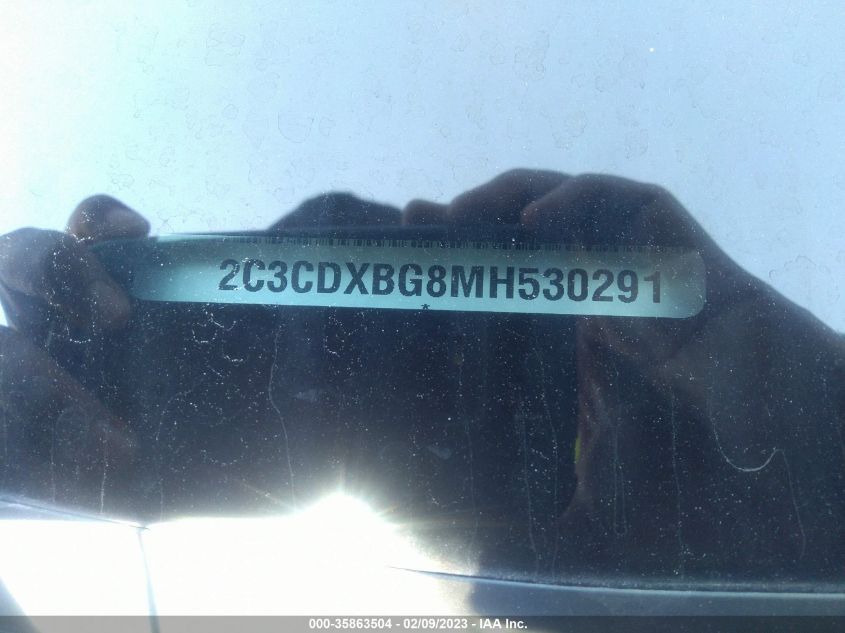 2C3CDXBG8MH530291
*
000-35863504 - 02/09/2023 - IAA Inc.